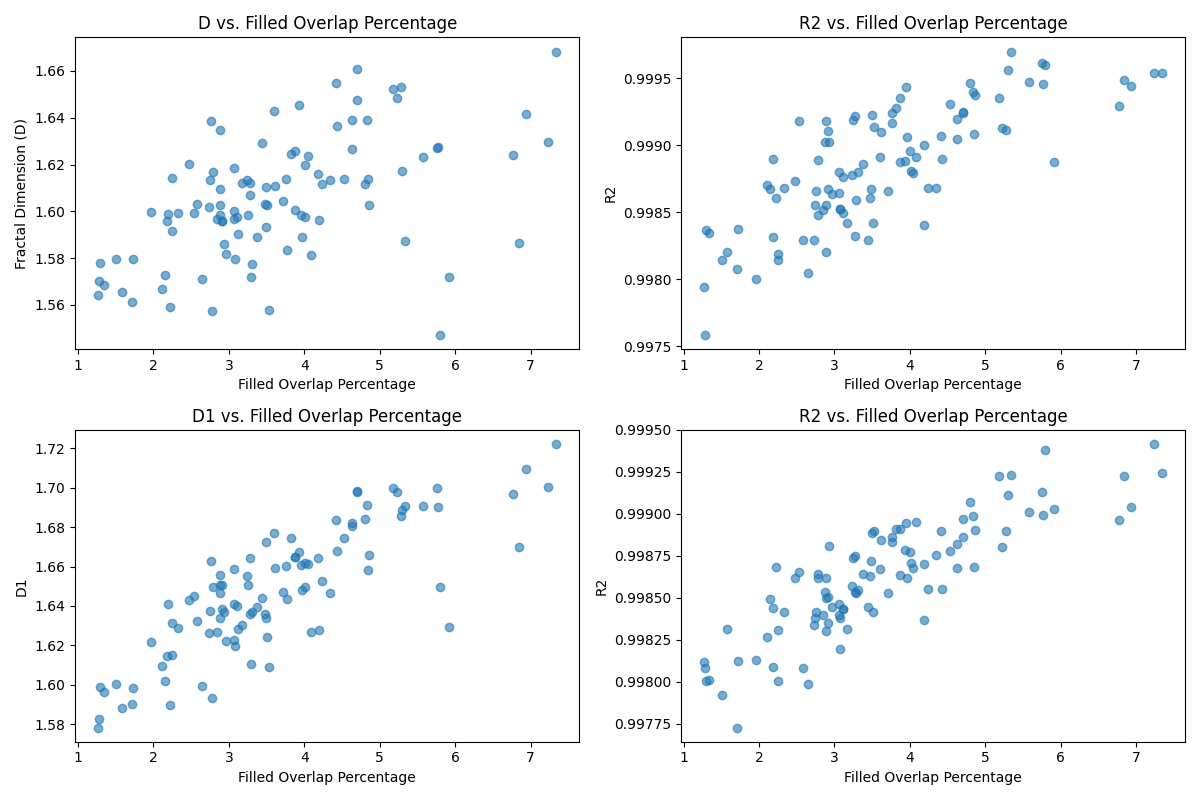 D vs. Filled Overlap Percentage
R2 vs. Filled Overlap Percentage
Fractal Dimension (D)
1.66
1.64
1.62
1.60
1.58
1.56
1 2 3 4 5 6 7
Filled Overlap Percentage
R2
0.9995
0.9990
0.9985
0.9980
0.9975
1 2 3 4 5 6 7
Filled Overlap Percentage
D1 vs. Filled Overlap Percentage
R2 vs. Filled Overlap Percentage
D1
1.72
1.70
1.68
1.66
1.64
1.62
1.60
1.58
1 2 3 4 5 6 7
Filled Overlap Percentage
R2
0.99950
0.99925
0.99900
0.99875
0.99850
0.99825
0.99800
0.99775
1 2 3 4 5 6 7
Filled Overlap Percentage